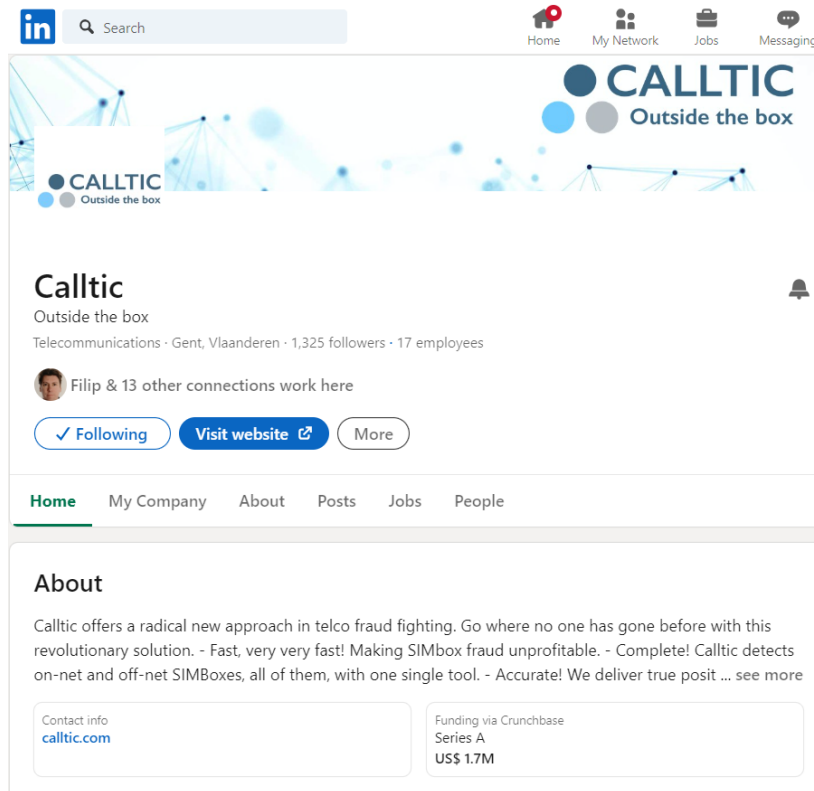 in
Search
Home
My Network
Jobs
Messaging
CALLTIC
Outside the box
CALLTIC
Outside the box
Calltic
Outside the box
Telecommunications · Gent, Vlaanderen · 1,325 followers · 17 employees
Filip & 13 other connections work here
Following
Visit website
More
Home
My Company
About
Posts
Jobs
People
About
Calltic offers a radical new approach in telco fraud fighting. Go where no one has gone before with this
revolutionary solution. - Fast, very very fast! Making SIMbox fraud unprofitable. - Complete! Calltic detects
on-net and off-net SIMBoxes, all of them, with one single tool. - Accurate! We deliver true posit ... see more
Contact info
calltic.com
Funding via Crunchbase
Series A
US$ 1.7M